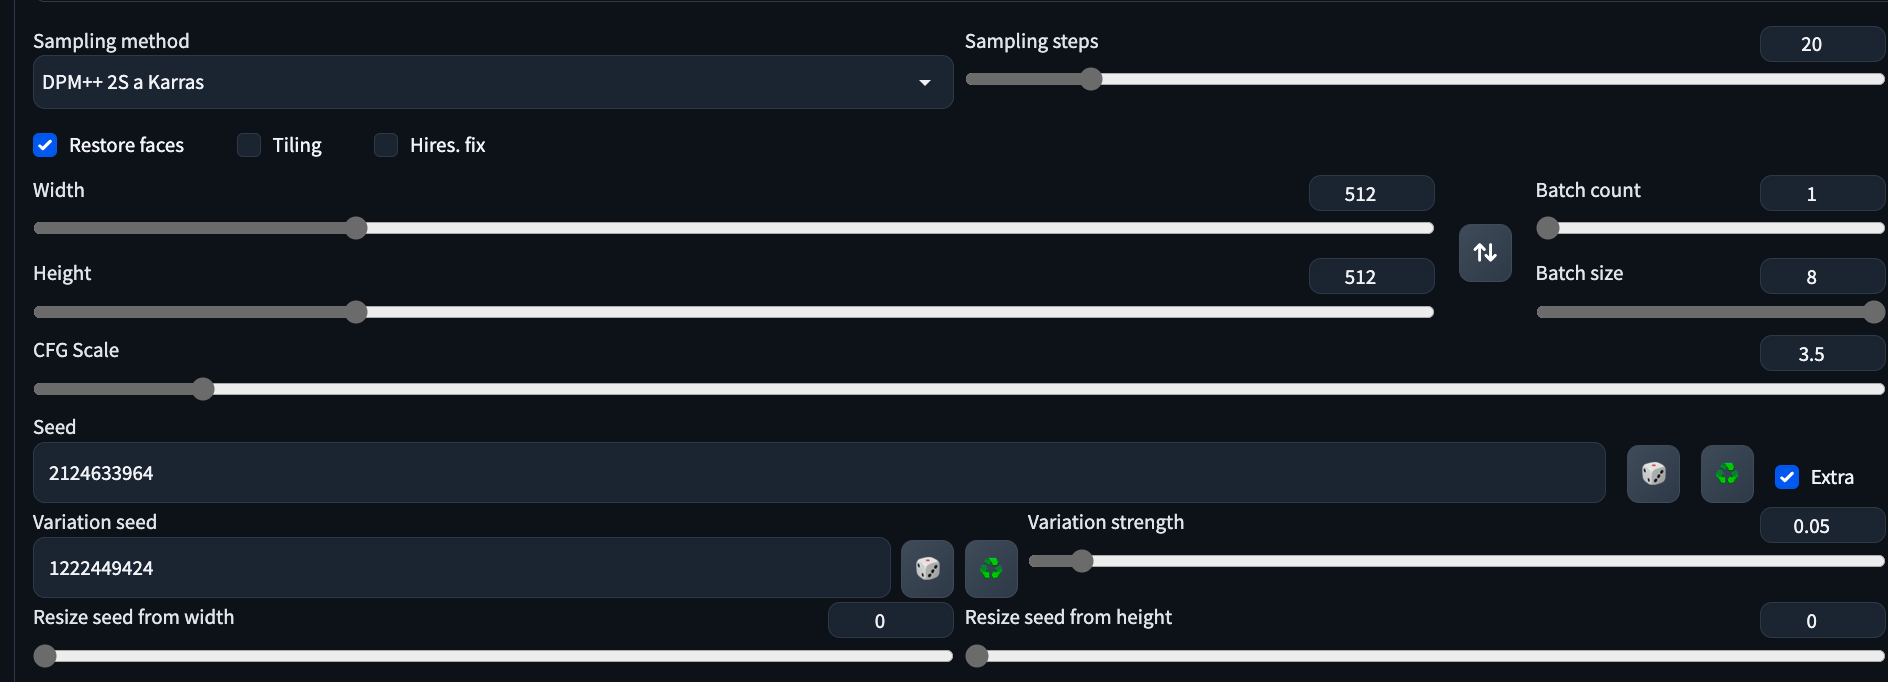 Sampling method
DPM++ 2S a Karras
Sampling steps
20
Restore faces
Tiling
Hires. fix
Width
512
Batch count
1
Height
512
Batch size
8
CFG Scale
3.5
Seed
2124633964
Extra
Variation seed
1222449424
Variation strength
0.05
Resize seed from width
0
Resize seed from height
0